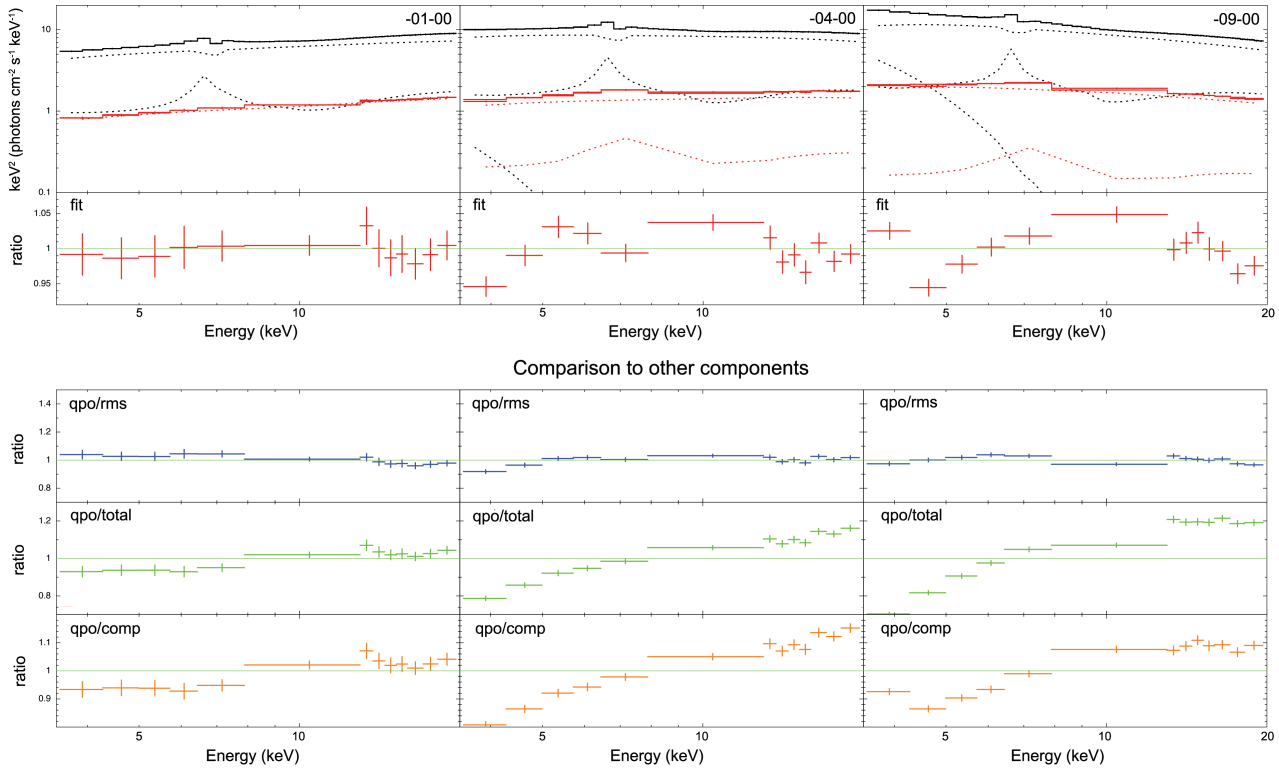 -01-00 -04-00 -09-00
keV² (photons cm⁻² s⁻¹ keV⁻¹)
10
1
0.1
fit fit fit
ratio
1.05
1
0.95
5 10 5 10 5 10 20
Energy (keV) Energy (keV) Energy (keV)
Comparison to other components
qpo/rms qpo/rms qpo/rms
ratio
1.4
1.2
1
0.8
qpo/total qpo/total qpo/total
ratio
1.2
1
0.8
qpo/comp qpo/comp qpo/comp
ratio
1.1
1
0.9
5 10 5 10 5 10 20
Energy (keV) Energy (keV) Energy (keV)